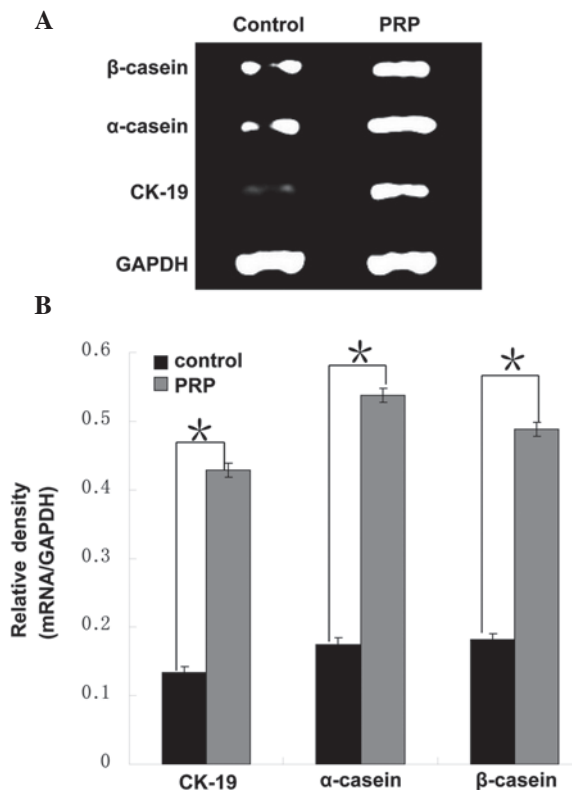 A
Control PRP
β-casein
α-casein
CK-19
GAPDH
B
0.6
0.5
0.4
0.3
0.2
0.1
0
Relative density
(mRNA/GAPDH)
control
PRP
*
*
*
CK-19 α-casein β-casein